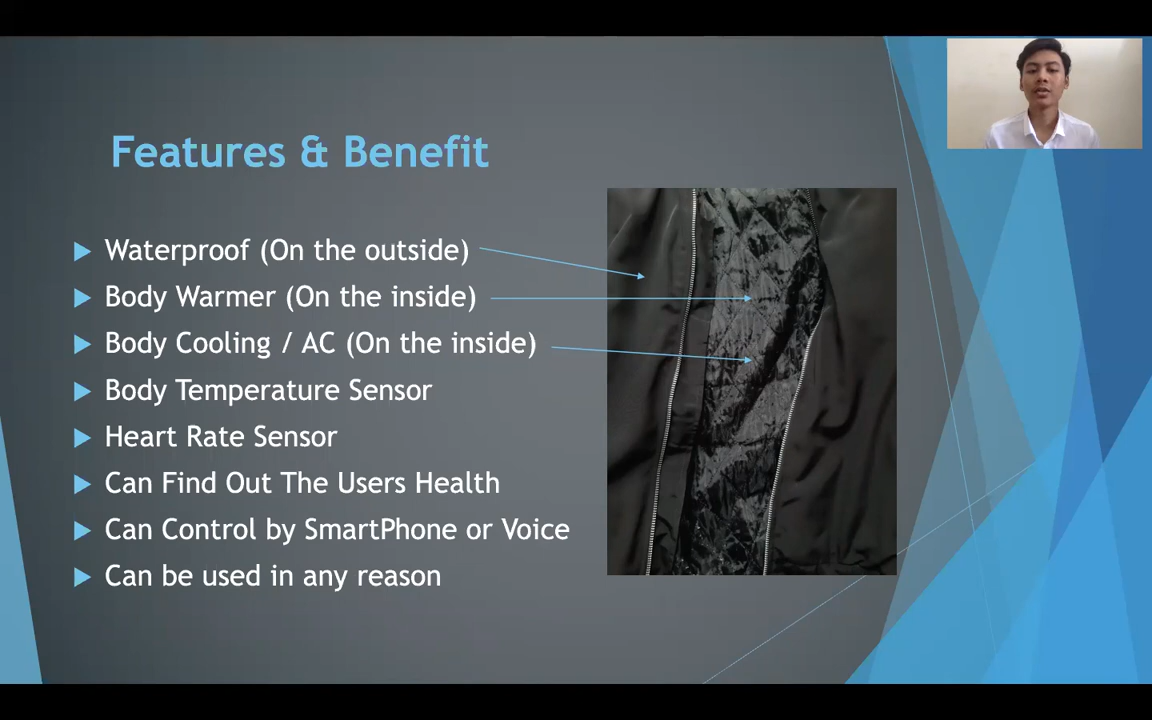 Features & Benefit
Waterproof (On the outside)
Body Warmer (On the inside)
Body Cooling / AC (On the inside)
Body Temperature Sensor
Heart Rate Sensor
Can Find Out The Users Health
Can Control by SmartPhone or Voice
Can be used in any reason